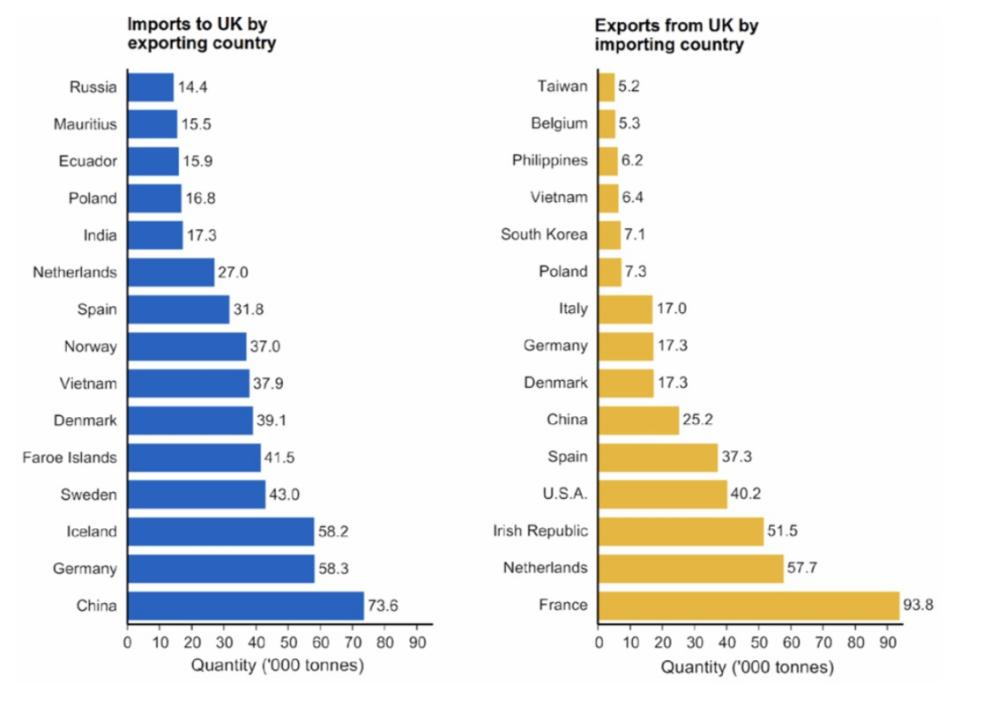 Imports to UK by
exporting country
Russia 14.4
Mauritius 15.5
Ecuador 15.9
Poland 16.8
India 17.3
Netherlands 27.0
Spain 31.8
Norway 37.0
Vietnam 37.9
Denmark 39.1
Faroe Islands 41.5
Sweden 43.0
Iceland 58.2
Germany 58.3
China 73.6
0 10 20 30 40 50 60 70 80 90
Quantity ('000 tonnes)
Exports from UK by
importing country
Taiwan 5.2
Belgium 5.3
Philippines 6.2
Vietnam 6.4
South Korea 7.1
Poland 7.3
Italy 17.0
Germany 17.3
Denmark 17.3
China 25.2
Spain 37.3
U.S.A. 40.2
Irish Republic 51.5
Netherlands 57.7
France 93.8
0 10 20 30 40 50 60 70 80 90
Quantity ('000 tonnes)